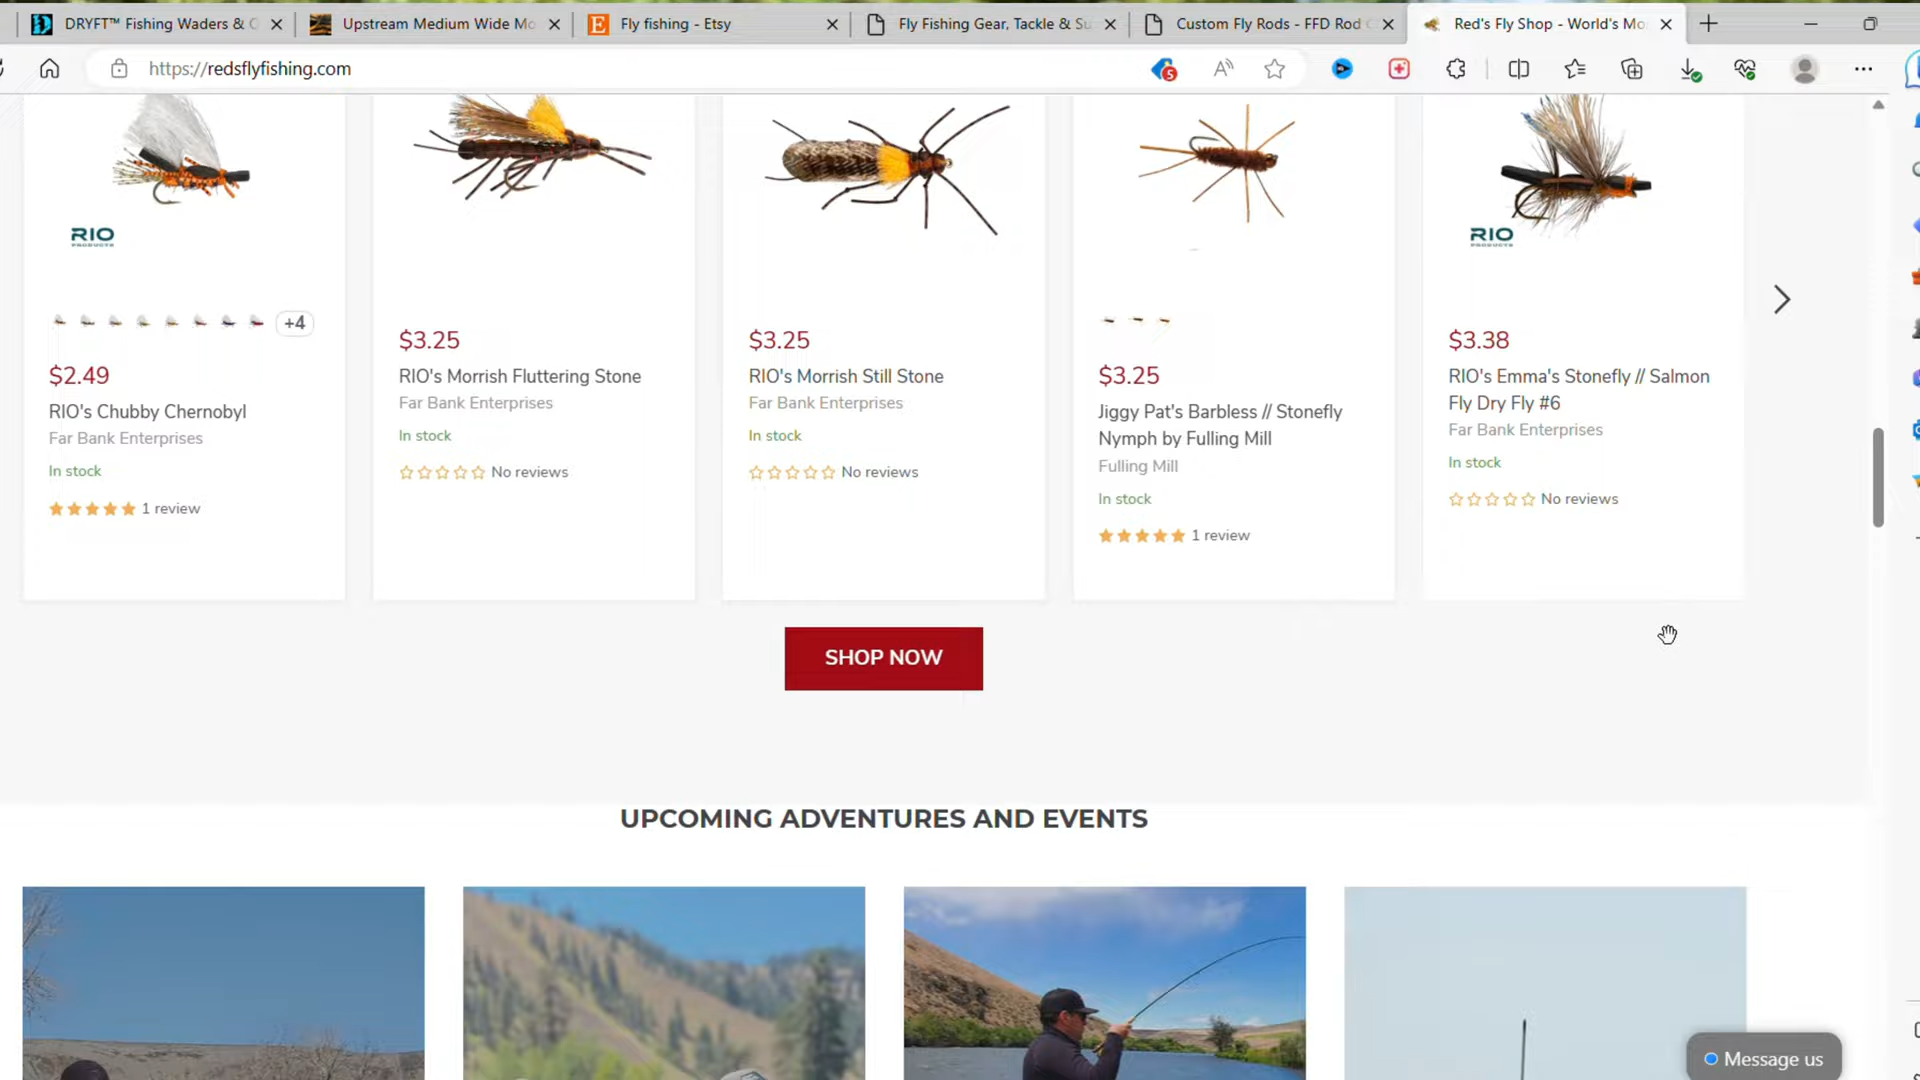 DRYFT™ Fishing Waders & O
Upstream Medium Wide Mo
Fly fishing - Etsy
Fly Fishing Gear, Tackle & Su
Custom Fly Rods - FFD Rod C
Red's Fly Shop - World's Mo
https://redsflyfishing.com
5
RIO
PRODUCTS
RIO
PRODUCTS
+4
$2.49
RIO's Chubby Chernobyl
Far Bank Enterprises
In stock
1 review
$3.25
RIO's Morrish Fluttering Stone
Far Bank Enterprises
In stock
No reviews
$3.25
RIO's Morrish Still Stone
Far Bank Enterprises
In stock
No reviews
$3.25
Jiggy Pat's Barbless // Stonefly
Nymph by Fulling Mill
Fulling Mill
In stock
1 review
$3.38
RIO's Emma's Stonefly // Salmon
Fly Dry Fly #6
Far Bank Enterprises
In stock
No reviews
SHOP NOW
UPCOMING ADVENTURES AND EVENTS
Message us